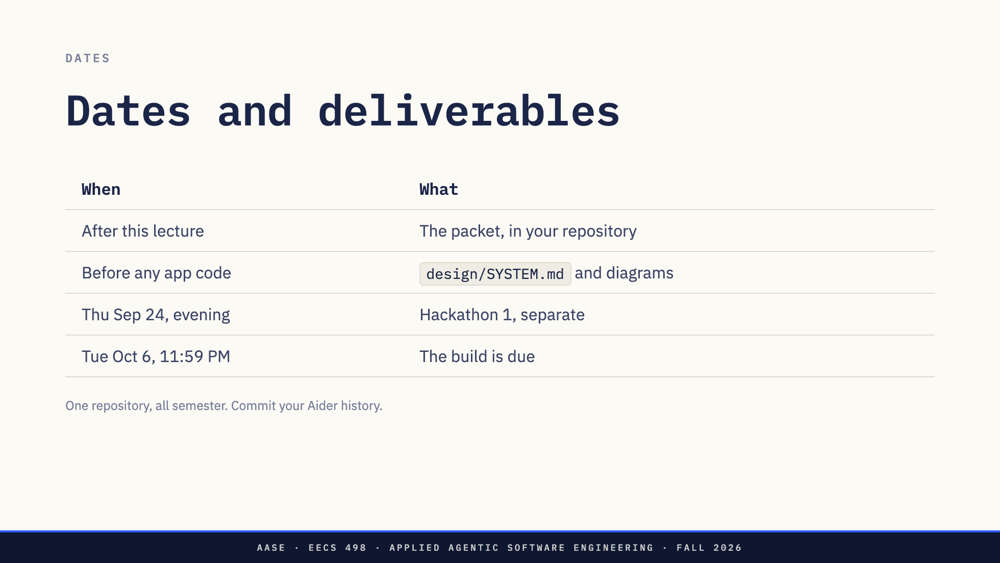 DATES
Dates and deliverables
When What
After this lecture The packet, in your repository
Before any app code design/SYSTEM.md and diagrams
Thu Sep 24, evening Hackathon 1, separate
Tue Oct 6, 11:59 PM The build is due
One repository, all semester. Commit your Aider history.
AASE · EECS 498 · APPLIED AGENTIC SOFTWARE ENGINEERING · FALL 2026